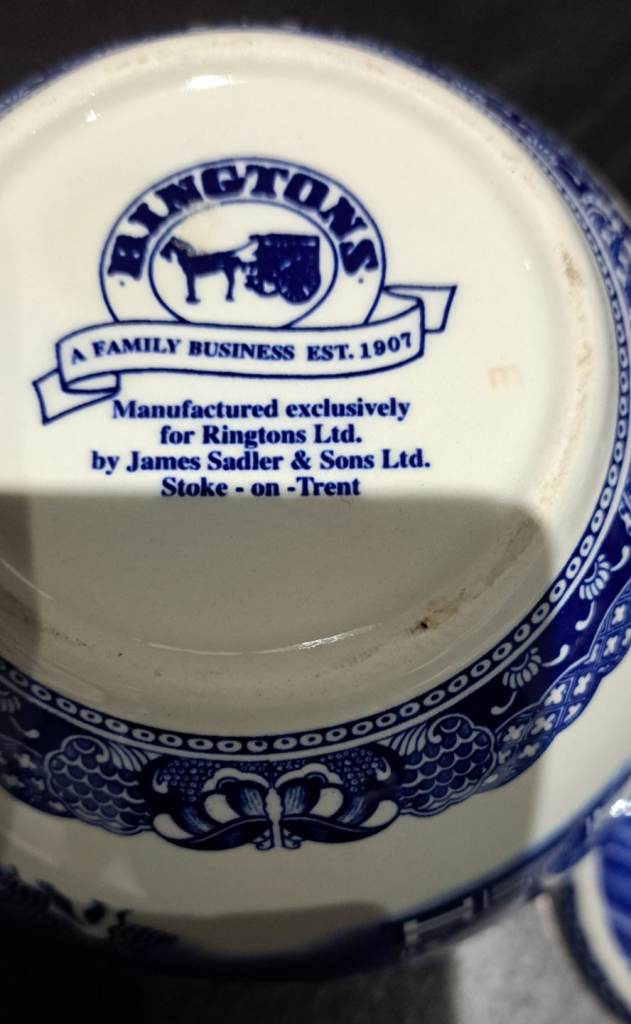 RINGTONS
A FAMILY BUSINESS EST. 1907
Manufactured exclusively
for Ringtons Ltd.
by James Sadler & Sons Ltd.
Stoke - on -Trent